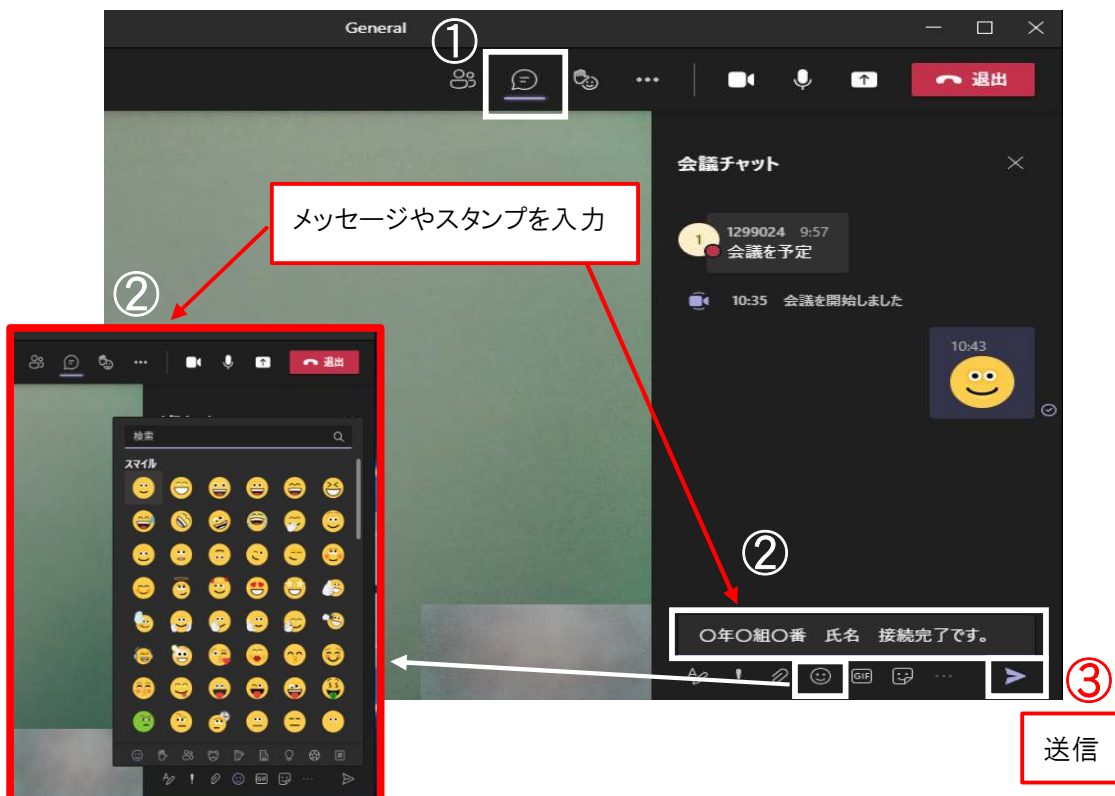 General
①
退出
会議チャット
メッセージやスタンプを入力
1299024 9:57
会議を予定
10:35 会議を開始しました
10:43
②
退出
検索
スマイル
②
〇年〇組〇番 氏名 接続完了です。
GIF
③
送信
GIF